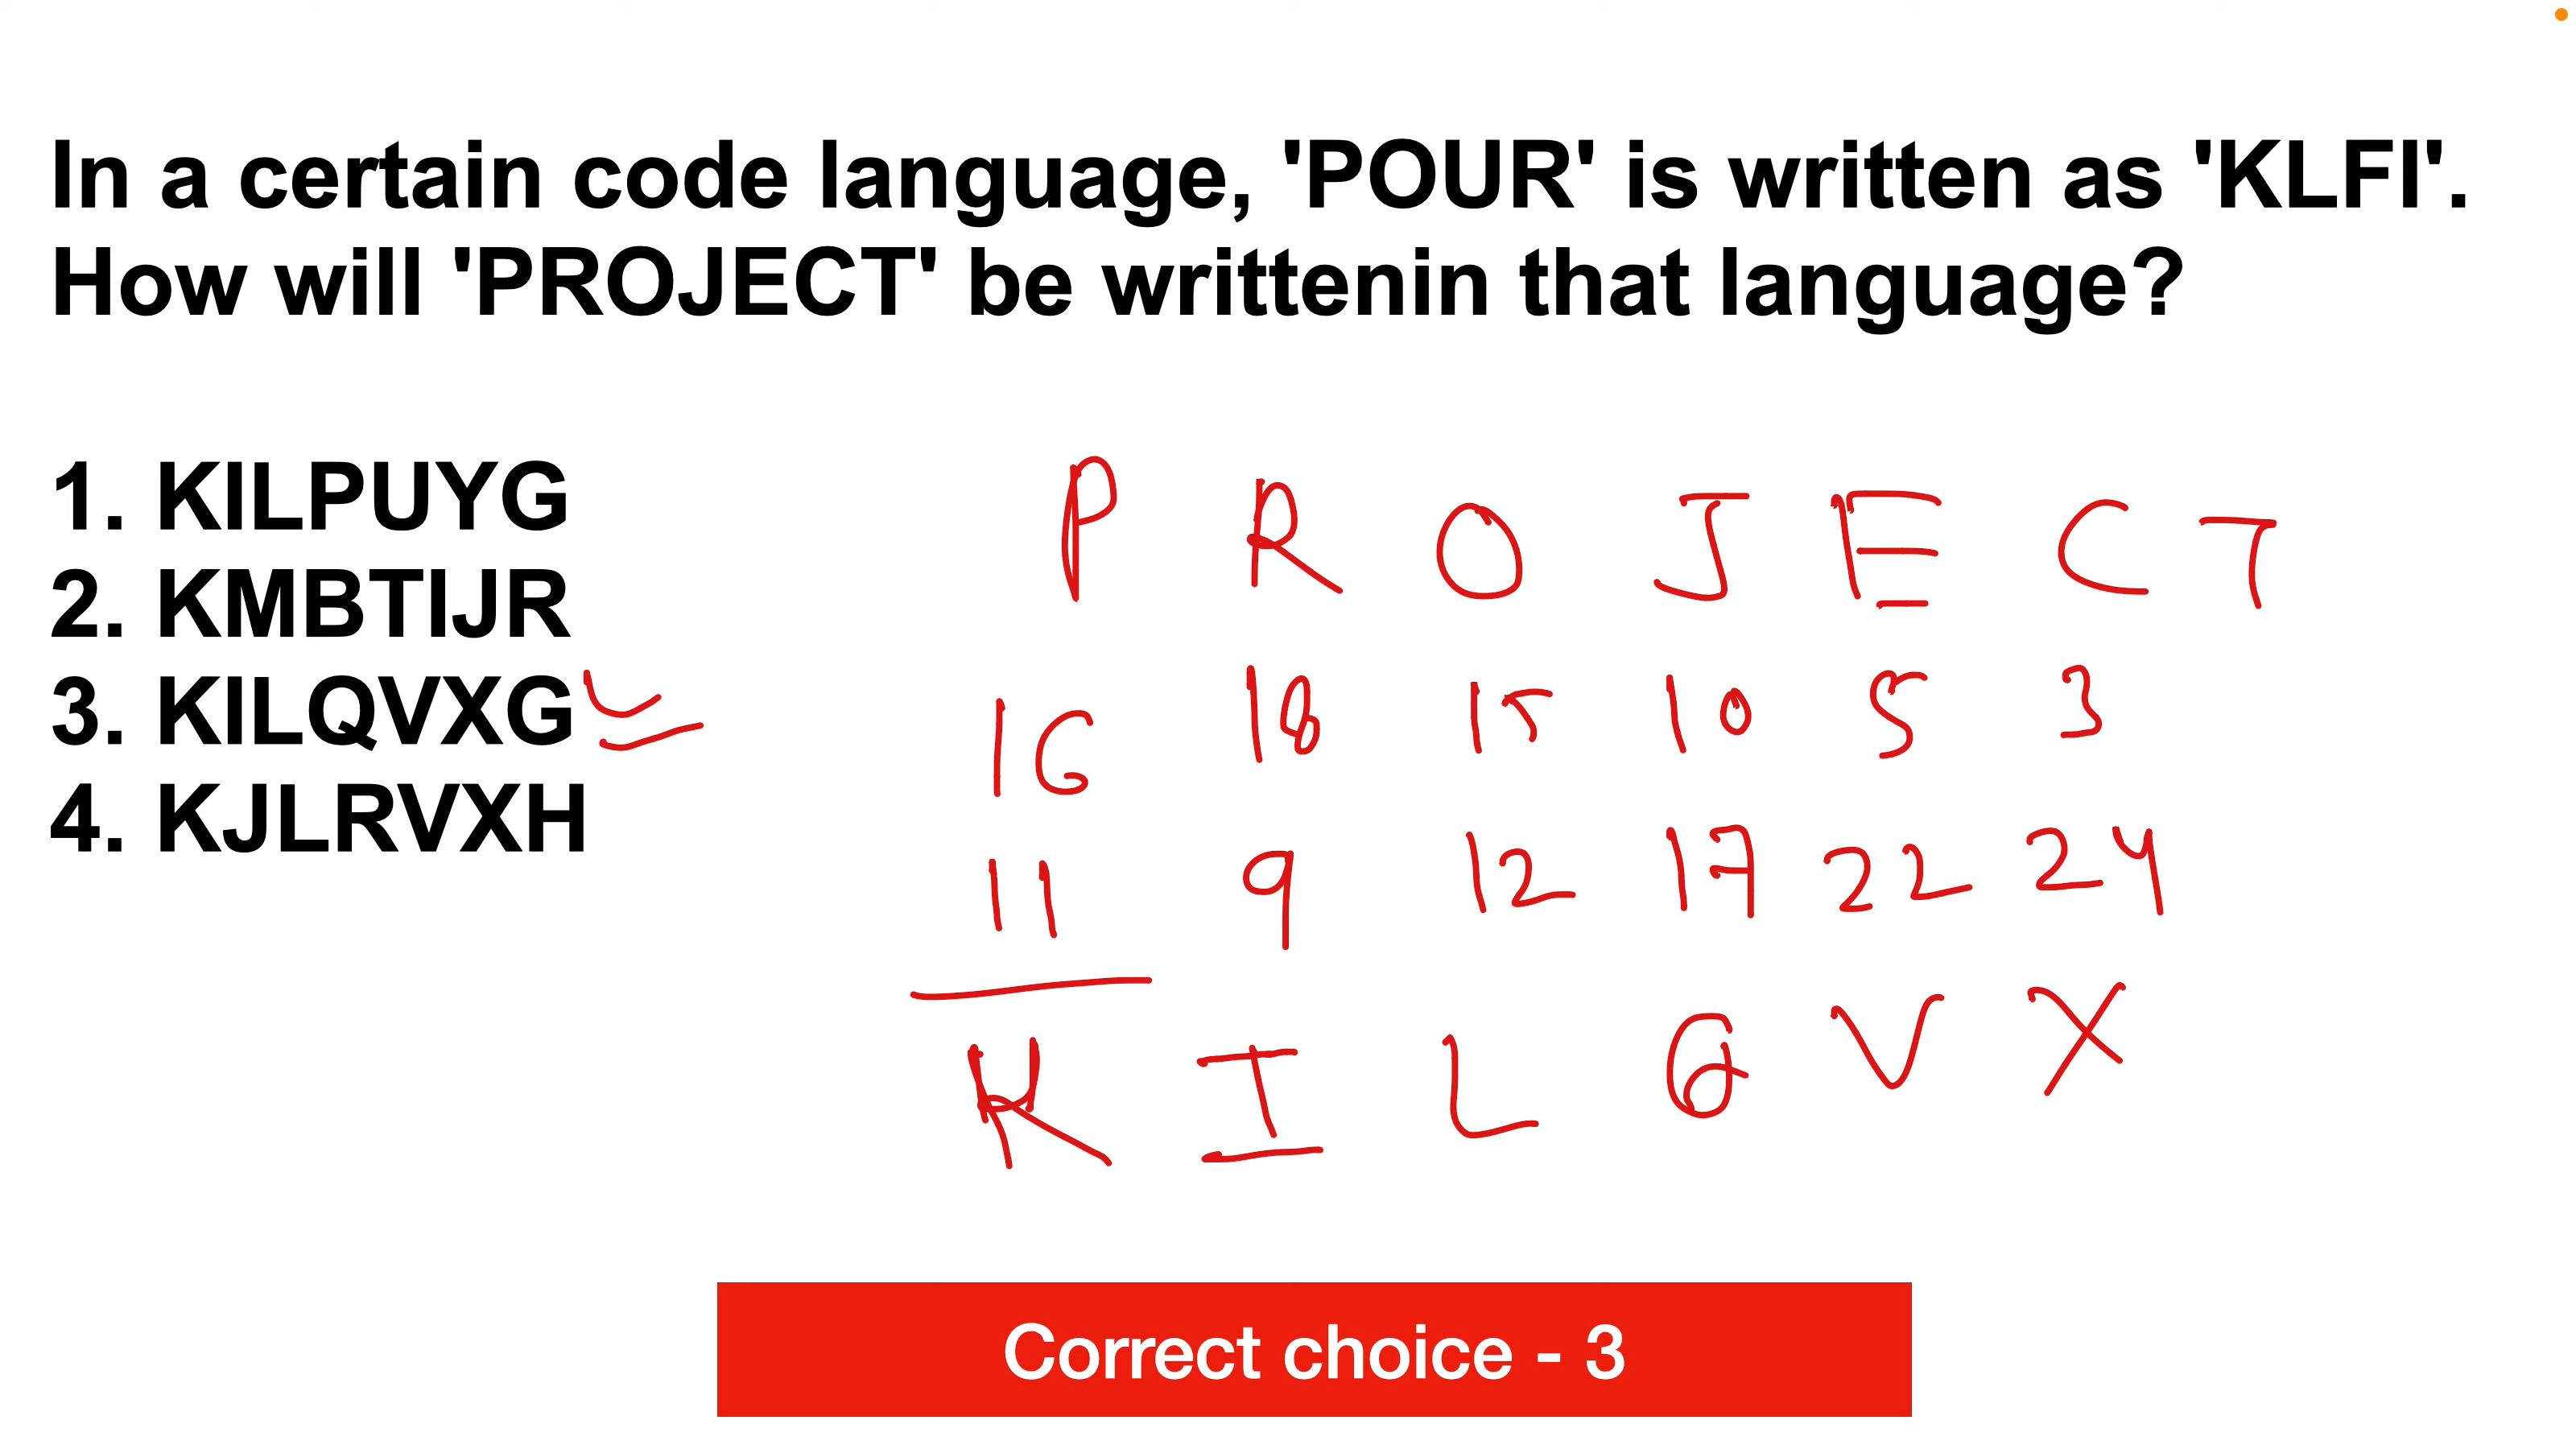 In a certain code language, 'POUR' is written as 'KLFI'.
How will 'PROJECT' be writtenin that language?
1. KILPUYG
2. KMBTIJR
3. KILQVXG
4. KJLRVXH
P R O J E C T
16 18 15 10 5 3
11 9 12 17 22 24
K I L Q V X
Correct choice - 3